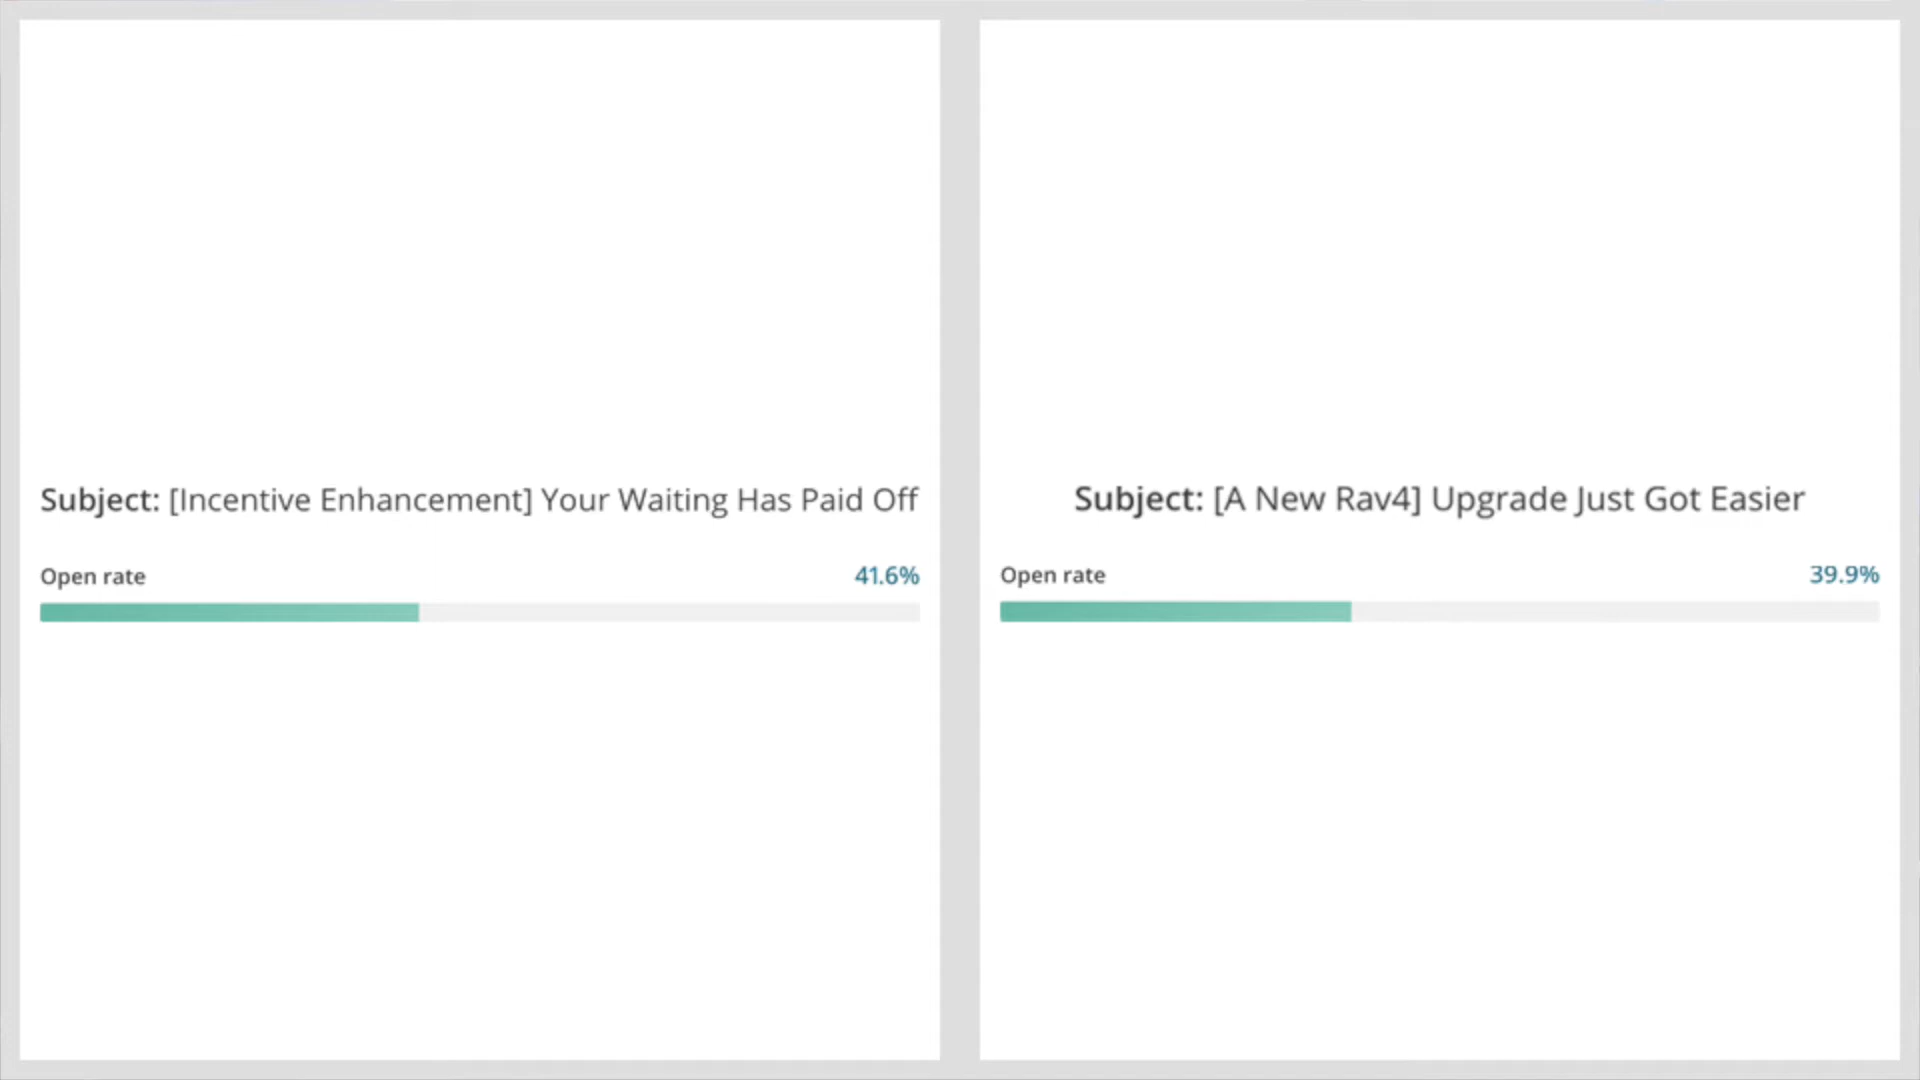 Subject: [Incentive Enhancement] Your Waiting Has Paid Off
Open rate 41.6%
Subject: [A New Rav4] Upgrade Just Got Easier
Open rate 39.9%